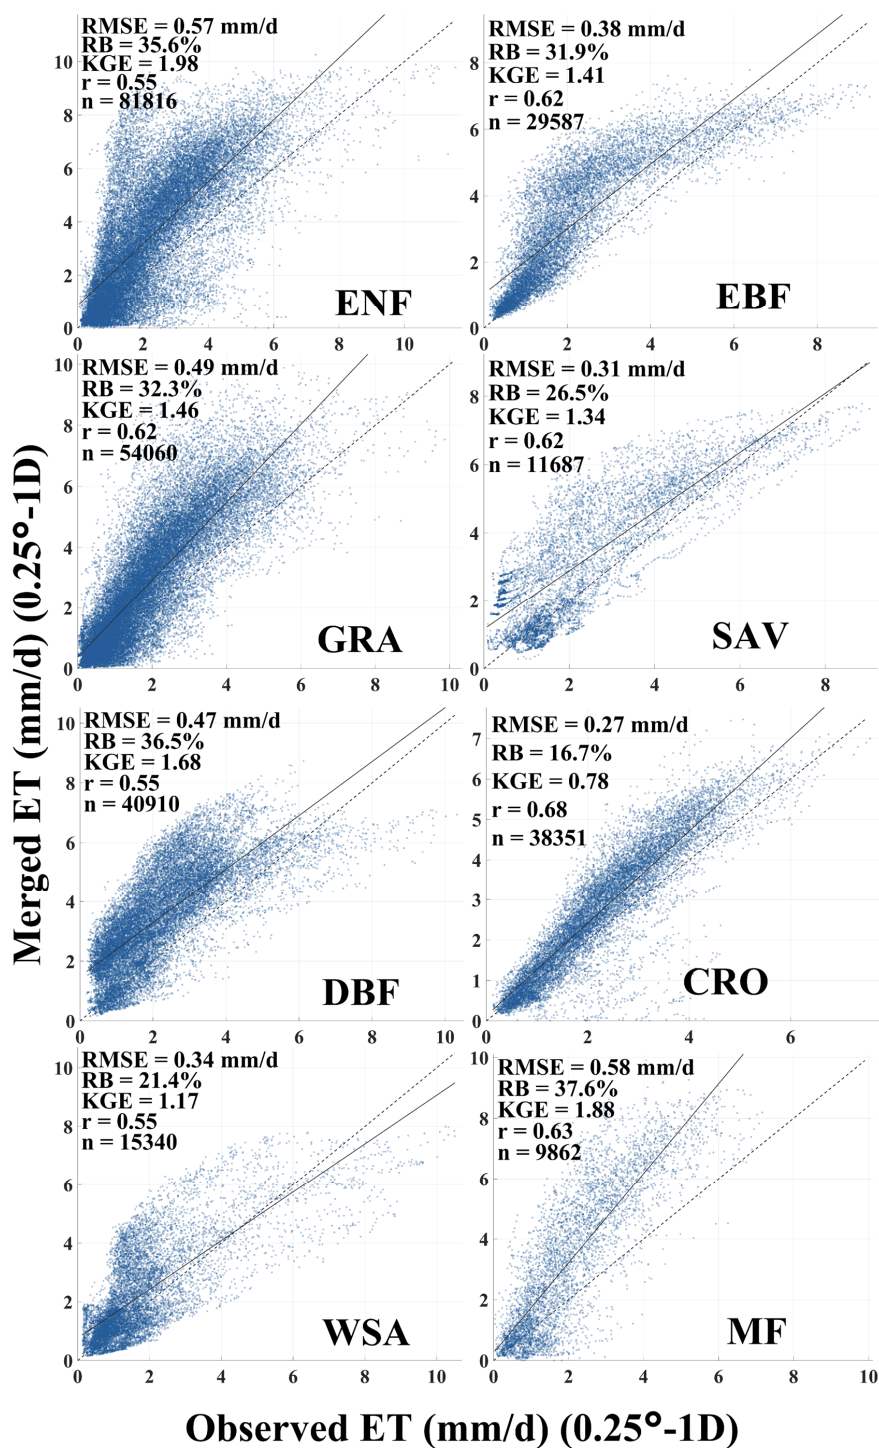 RMSE = 0.57 mm/d
RB = 35.6%
KGE = 1.98
r = 0.55
n = 81816
10
8
6
4
2
0
ENF
0 2 4 6 8 10
RMSE = 0.38 mm/d
RB = 31.9%
KGE = 1.41
r = 0.62
n = 29587
8
6
4
2
0
EBF
0 2 4 6 8
RMSE = 0.49 mm/d
RB = 32.3%
KGE = 1.46
r = 0.62
n = 54060
10
8
6
4
2
0
GRA
0 2 4 6 8 10
RMSE = 0.31 mm/d
RB = 26.5%
KGE = 1.34
r = 0.62
n = 11687
8
6
4
2
0
SAV
0 2 4 6 8
Merged ET (mm/d) (0.25°-1D)
RMSE = 0.47 mm/d
RB = 36.5%
KGE = 1.68
r = 0.55
n = 40910
10
8
6
4
2
0
DBF
0 2 4 6 8 10
RMSE = 0.27 mm/d
RB = 16.7%
KGE = 0.78
r = 0.68
n = 38351
7
6
5
4
3
2
1
0
CRO
0 2 4 6
RMSE = 0.34 mm/d
RB = 21.4%
KGE = 1.17
r = 0.55
n = 15340
10
8
6
4
2
0
WSA
0 2 4 6 8 10
RMSE = 0.58 mm/d
RB = 37.6%
KGE = 1.88
r = 0.63
n = 9862
10
8
6
4
2
0
MF
0 2 4 6 8 10
Observed ET (mm/d) (0.25°-1D)